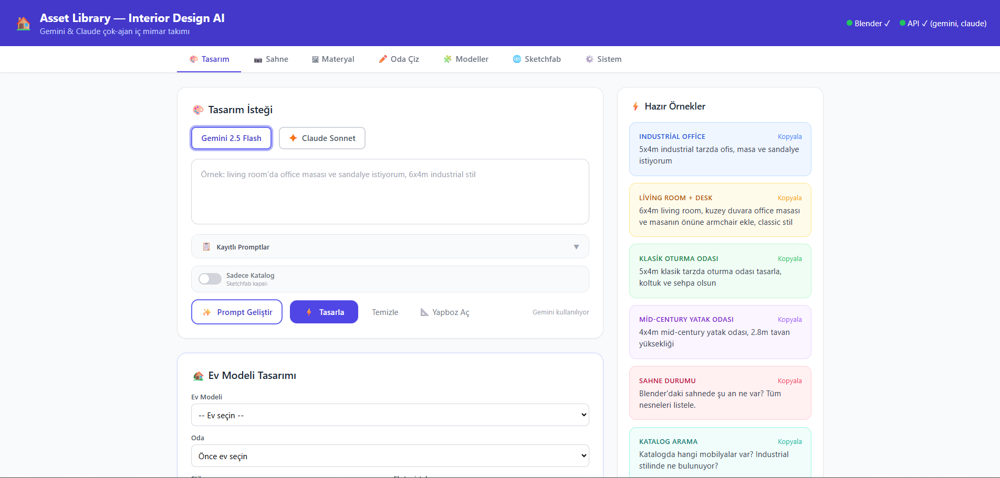 Asset Library — Interior Design AI
Gemini & Claude çok-ajan iç mimar takımı
Blender ✓
API ✓ (gemini, claude)
Tasarım
Sahne
Materyal
Oda Çiz
Modeller
Sketchfab
Sistem
Tasarım İsteği
Gemini 2.5 Flash
Claude Sonnet
Örnek: living room'da office masası ve sandalye istiyorum, 6x4m industrial stil
Kayıtlı Promptlar
Sadece Katalog
Sketchfab kapalı
Prompt Geliştir
Tasarla
Temizle
Yapboz Aç
Gemini kullanılıyor
Ev Modeli Tasarımı
Ev Modeli
-- Ev seçin --
Oda
Önce ev seçin
Hazır Örnekler
INDUSTRİAL OFFICE
Kopyala
5x4m industrial tarzda ofis, masa ve sandalye
istiyorum
LİVİNG ROOM + DESK
Kopyala
6x4m living room, kuzey duvara office masası
ve masanın önüne armchair ekle, classic stil
KLASİK OTURMA ODASI
Kopyala
5x4m klasik tarzda oturma odası tasarla,
koltuk ve sehpa olsun
MİD-CENTURY YATAK ODASI
Kopyala
4x4m mid-century yatak odası, 2.8m tavan
yüksekliği
SAHNE DURUMU
Kopyala
Blender'daki sahnede şu an ne var? Tüm
nesneleri listele.
KATALOG ARAMA
Kopyala
Katalogda hangi mobilyalar var? Industrial
stilinde ne bulunuyor?